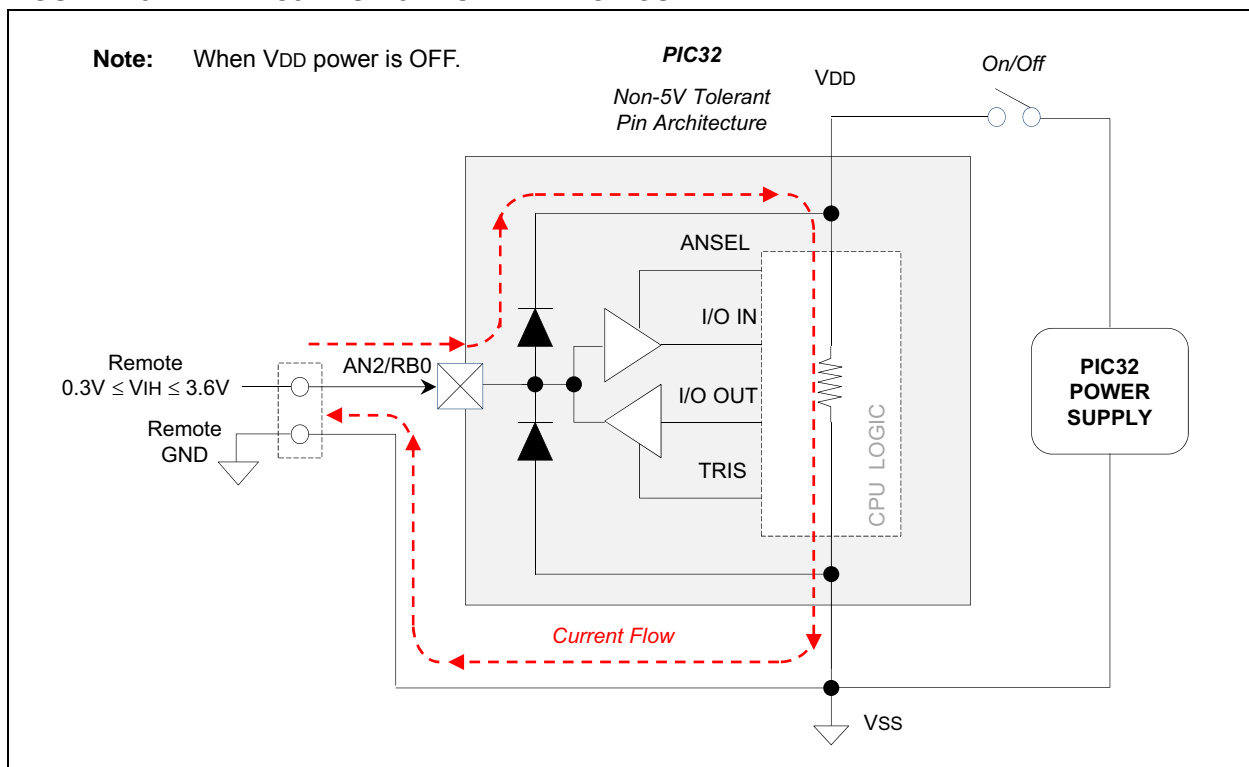 Note: When VDD power is OFF.
PIC32
Non-5V Tolerant
Pin Architecture
VDD
On/Off
ANSEL
I/O IN
Remote
0.3V ≤ VIH ≤ 3.6V
AN2/RB0
I/O OUT
Remote
GND
TRIS
CPU LOGIC
PIC32
POWER
SUPPLY
Current Flow
VSS